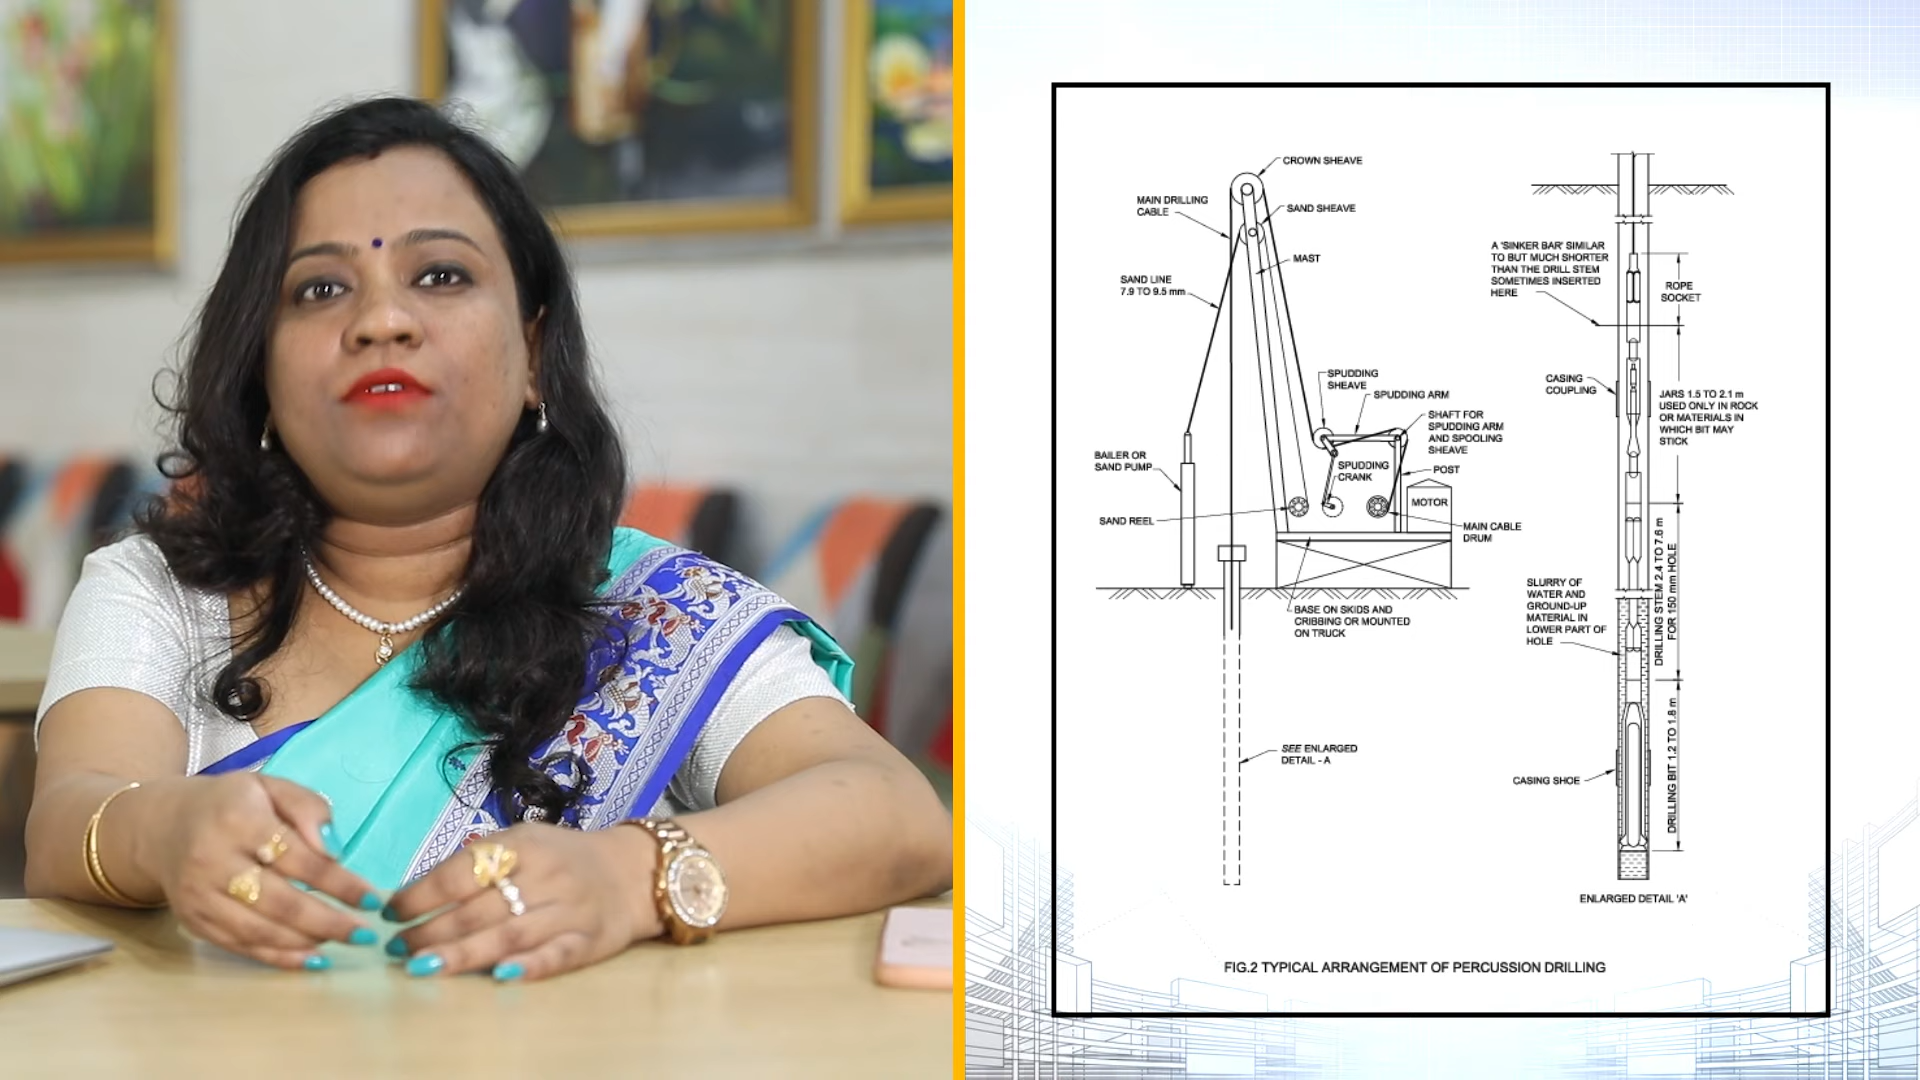 CROWN SHEAVE
MAIN DRILLING
CABLE
SAND SHEAVE
MAST
SAND LINE
7.9 TO 9.5 mm
SPUDDING
SHEAVE
SPUDDING ARM
SHAFT FOR
SPUDDING ARM
AND SPOOLING
SHEAVE
BAILER OR
SAND PUMP
SPUDDING
CRANK
POST
MOTOR
SAND REEL
MAIN CABLE
DRUM
BASE ON SKIDS AND
CRIBBING OR MOUNTED
ON TRUCK
SEE ENLARGED
DETAIL - A
A 'SINKER BAR' SIMILAR
TO BUT MUCH SHORTER
THAN THE DRILL STEM
SOMETIMES INSERTED
HERE
ROPE
SOCKET
CASING
COUPLING
JARS 1.5 TO 2.1 m
USED ONLY IN ROCK
OR MATERIALS IN
WHICH BIT MAY
STICK
DRILLING STEM 2.4 TO 7.6 m
FOR 150 mm HOLE
SLURRY OF
WATER AND
GROUND-UP
MATERIAL IN
LOWER PART OF
HOLE
DRILLING BIT 1.2 TO 1.8 m
CASING SHOE
ENLARGED DETAIL 'A'
FIG.2 TYPICAL ARRANGEMENT OF PERCUSSION DRILLING